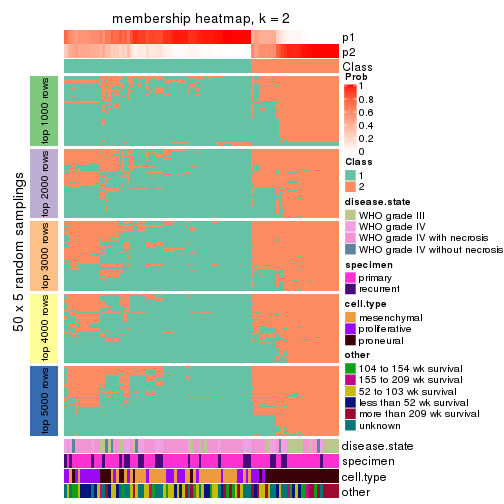 membership heatmap, k = 2
p1
p2
Class
50 x 5 random samplings
top 1000 rows
top 2000 rows
top 3000 rows
top 4000 rows
top 5000 rows
disease.state
specimen
cell.type
other
Prob
1
0.8
0.6
0.4
0.2
0
Class
1
2
disease.state
WHO grade III
WHO grade IV
WHO grade IV with necrosis
WHO grade IV without necrosis
specimen
primary
recurrent
cell.type
mesenchymal
proliferative
proneural
other
104 to 154 wk survival
155 to 209 wk survival
52 to 103 wk survival
less than 52 wk survival
more than 209 wk survival
unknown